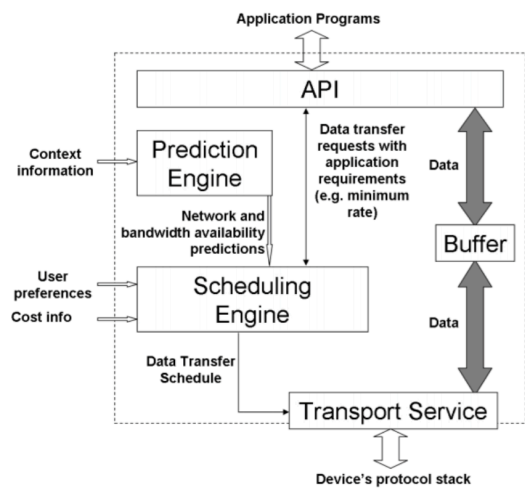 Application Programs
API
Data transfer
requests with
application
requirements
(e.g. minimum
rate)
Context
information
Prediction
Engine
Data
Network and
bandwidth availability
predictions
Buffer
User
preferences
Cost info
Scheduling
Engine
Data
Data Transfer
Schedule
Transport Service
Device's protocol stack